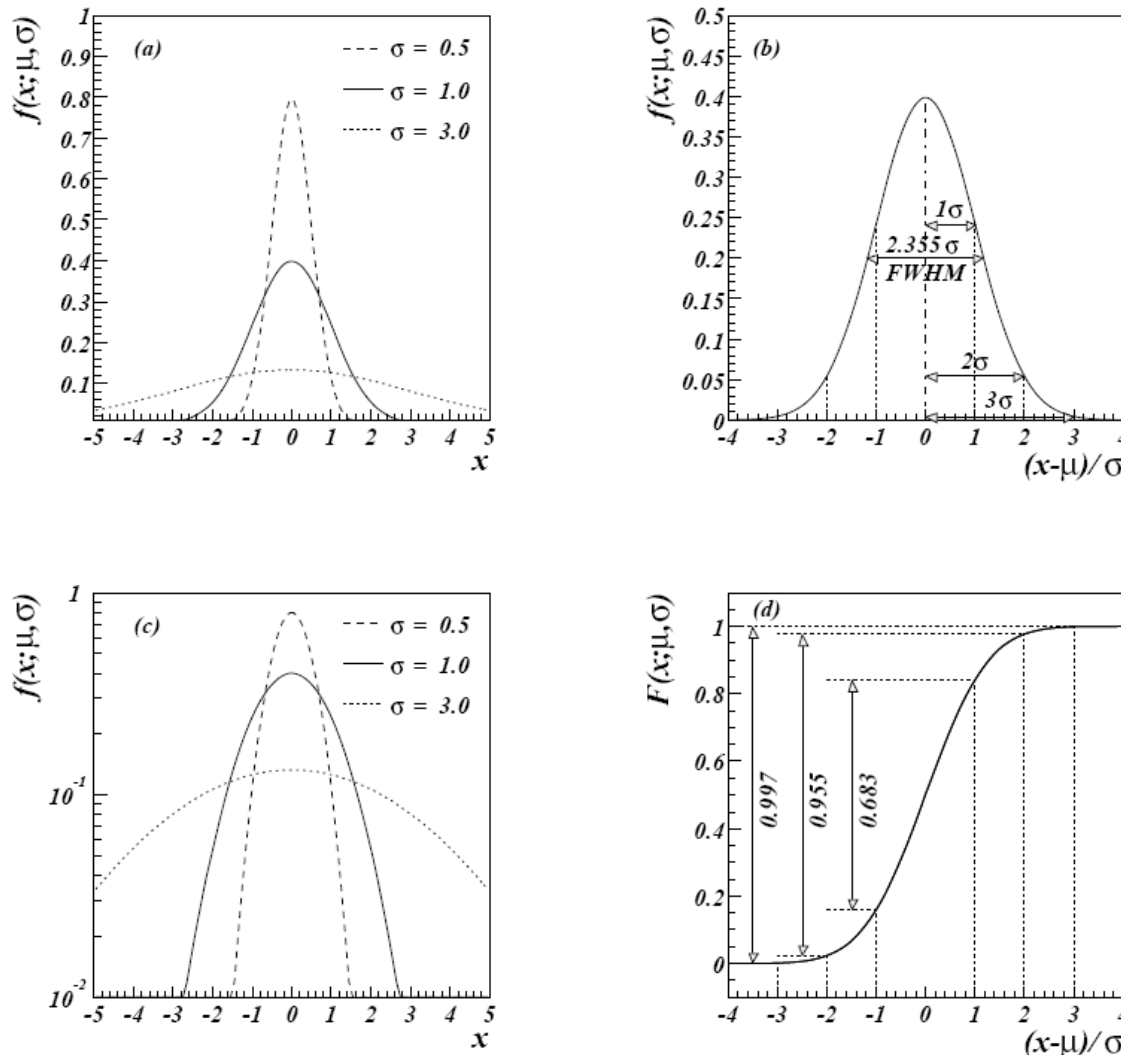 f(x;μ,σ)
(a)
σ = 0.5
σ = 1.0
σ = 3.0
1
0.9
0.8
0.7
0.6
0.5
0.4
0.3
0.2
0.1
-5 -4 -3 -2 -1 0 1 2 3 4 5
x
f(x;μ,σ)
(b)
0.5
0.45
0.4
0.35
0.3
0.25
0.2
0.15
0.1
0.05
0
1σ
2.355 σ
FWHM
2σ
3σ
-4 -3 -2 -1 0 1 2 3 4
(x-μ)/σ
f(x;μ,σ)
(c)
σ = 0.5
σ = 1.0
σ = 3.0
1
10-1
10-2
-5 -4 -3 -2 -1 0 1 2 3 4 5
x
F(x;μ,σ)
(d)
1
0.8
0.6
0.4
0.2
0
0.997
0.955
0.683
-4 -3 -2 -1 0 1 2 3 4
(x-μ)/σ